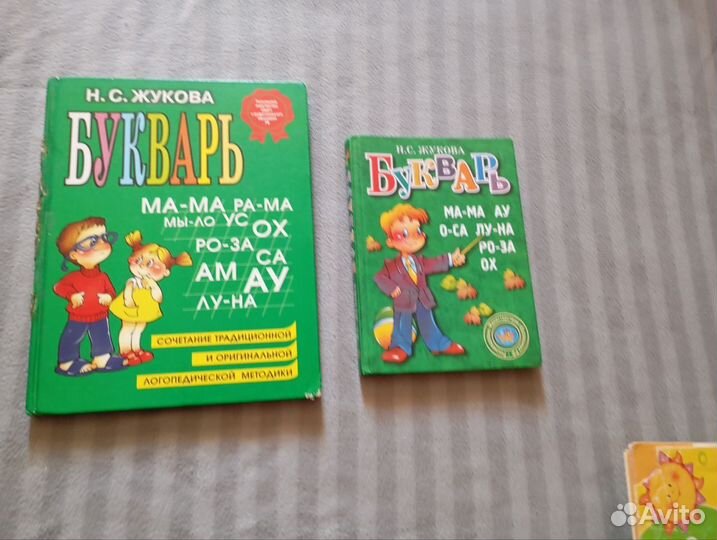 Н. С. ЖУКОВА
БУКВАРЬ
МА-МА РА-МА
МЫ-ЛО УС ОХ
РО-ЗА
СА
АМ АУ
ЛУ-НА
СОЧЕТАНИЕ ТРАДИЦИОННОЙ
И ОРИГИНАЛЬНОЙ
ЛОГОПЕДИЧЕСКОЙ МЕТОДИКИ
Н.С. ЖУКОВА
БУКВАРЬ
МА-МА АУ
О-СА ЛУ-НА
РО-ЗА
ОХ
Avito